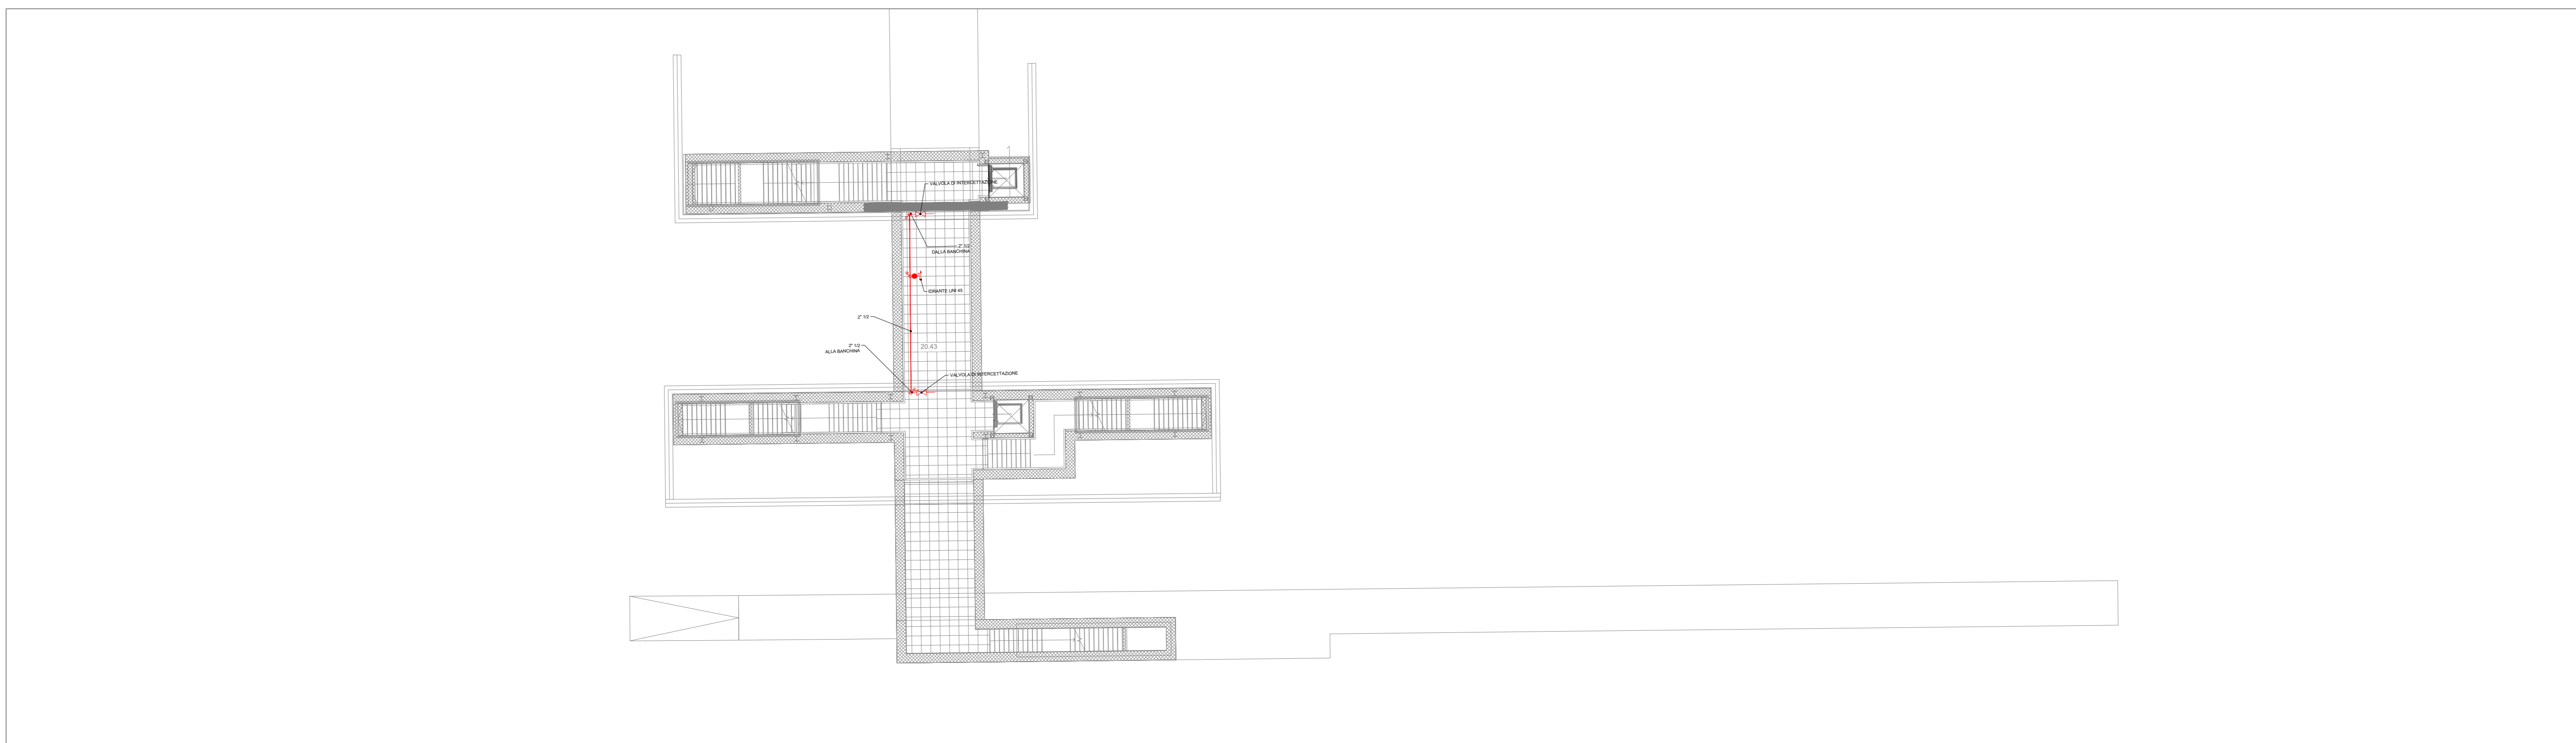 VALVOLA DI INTERCETTAZIONE
2" 1/2
DALLA BANCHINA
IDRANTE UNI 45
2" 1/2
20.43
2" 1/2
ALLA BANCHINA
VALVOLA DI INTERCETTAZIONE